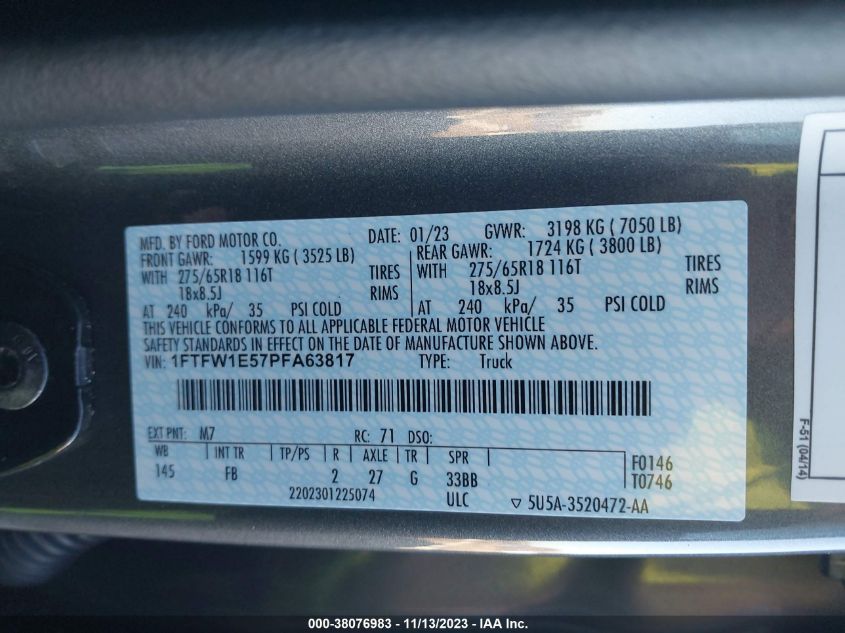 MFD. BY FORD MOTOR CO. DATE: 01/23 GVWR: 3198 KG ( 7050 LB)
FRONT GAWR: 1599 KG ( 3525 LB) REAR GAWR: 1724 KG ( 3800 LB)
WITH 275/65R18 116T TIRES WITH 275/65R18 116T TIRES
18x8.5J RIMS 18x8.5J RIMS
AT 240 kPa/ 35 PSI COLD AT 240 kPa/ 35 PSI COLD
THIS VEHICLE CONFORMS TO ALL APPLICABLE FEDERAL MOTOR VEHICLE
SAFETY STANDARDS IN EFFECT ON THE DATE OF MANUFACTURE SHOWN ABOVE.
VIN: 1FTFW1E57PFA63817 TYPE: Truck
EXT PNT: M7 RC: 71 DSO:
WB INT TR TP/PS R AXLE TR SPR F0146
145 FB 2 27 G 33BB T0746
2202301225074 ULC ▽ 5U5A-3520472-AA
F-51 (04/14)
000-38076983 - 11/13/2023 - IAA Inc.